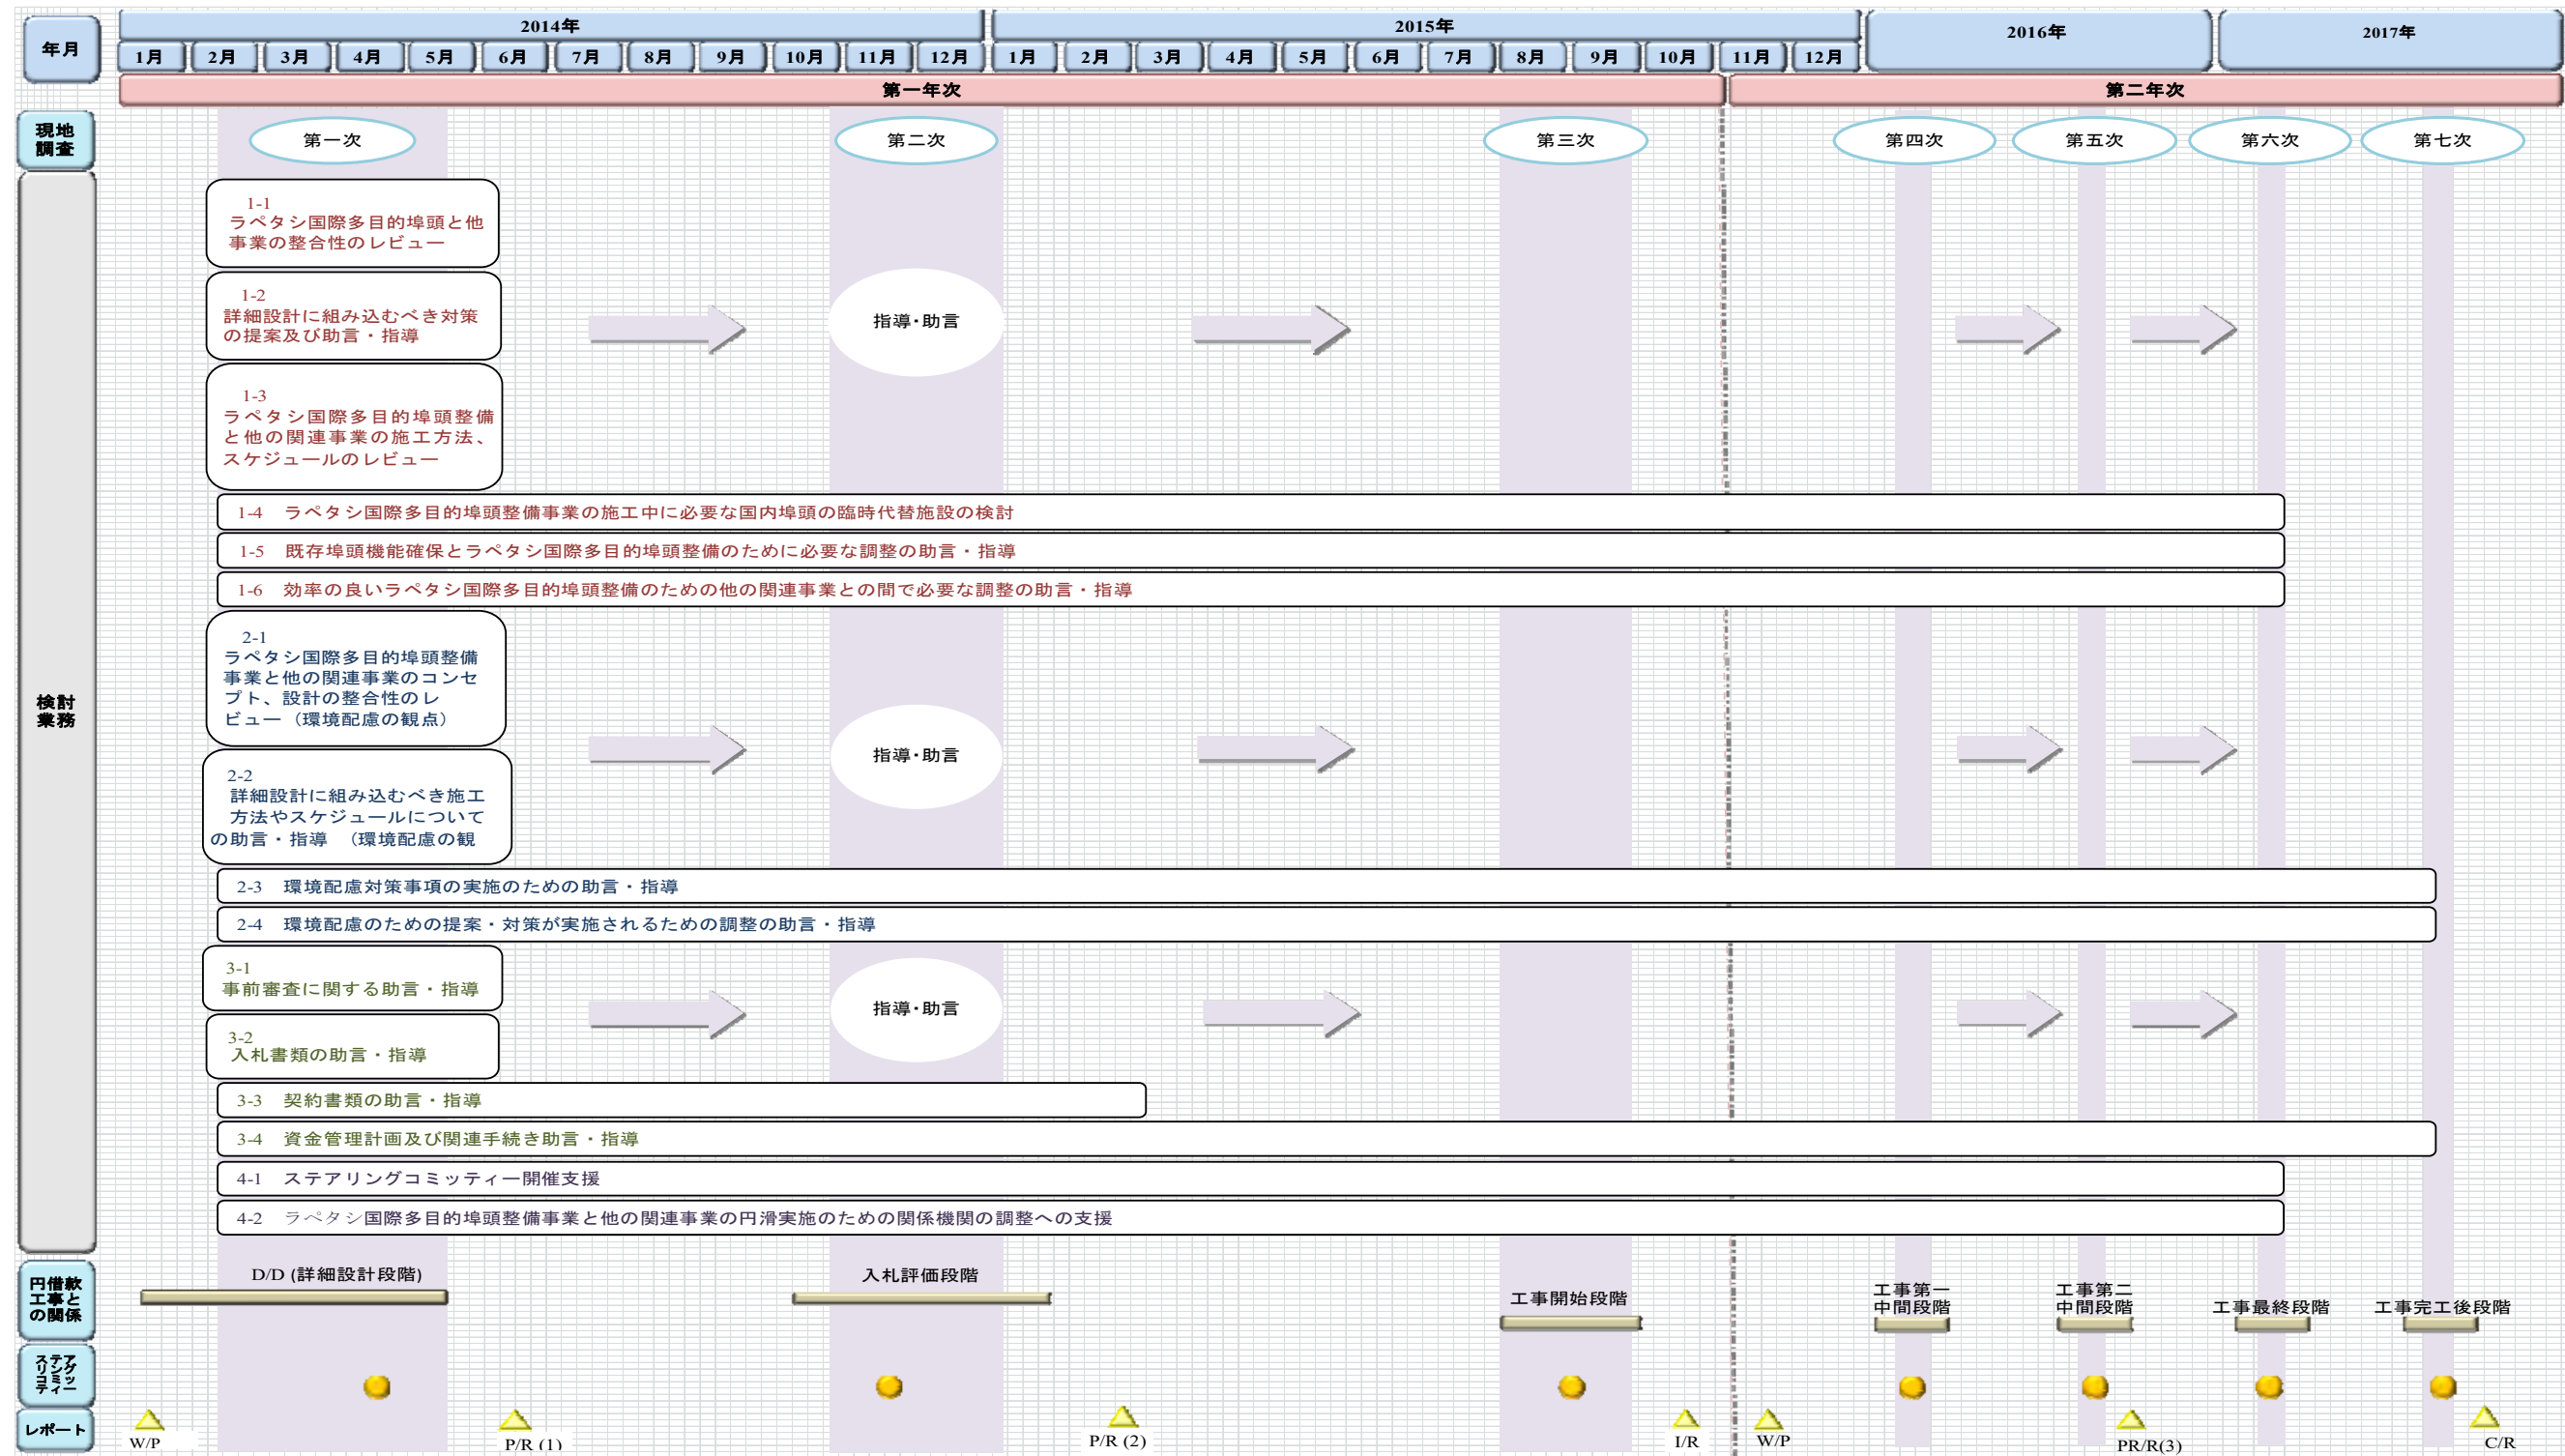 年月
2014年
2015年
2016年
2017年
1月 2月 3月 4月 5月 6月 7月 8月 9月 10月 11月 12月 1月 2月 3月 4月 5月 6月 7月 8月 9月 10月 11月 12月
第一年次
第二年次
現地
調査
第一次
第二次
第三次
第四次
第五次
第六次
第七次
検討
業務
1-1
ラペタシ国際多目的埠頭と他
事業の整合性のレビュー
1-2
詳細設計に組み込むべき対策
の提案及び助言・指導
指導・助言
1-3
ラペタシ国際多目的埠頭整備
と他の関連事業の施工方法、
スケジュールのレビュー
1-4 ラペタシ国際多目的埠頭整備事業の施工中に必要な国内埠頭の臨時代替施設の検討
1-5 既存埠頭機能確保とラペタシ国際多目的埠頭整備のために必要な調整の助言・指導
1-6 効率の良いラペタシ国際多目的埠頭整備のための他の関連事業との間で必要な調整の助言・指導
2-1
ラペタシ国際多目的埠頭整備
事業と他の関連事業のコンセ
プト、設計の整合性のレ
ビュー（環境配慮の観点）
指導・助言
2-2
詳細設計に組み込むべき施工
方法やスケジュールについて
の助言・指導 （環境配慮の観
2-3 環境配慮対策事項の実施のための助言・指導
2-4 環境配慮のための提案・対策が実施されるための調整の助言・指導
3-1
事前審査に関する助言・指導
指導・助言
3-2
入札書類の助言・指導
3-3 契約書類の助言・指導
3-4 資金管理計画及び関連手続き助言・指導
4-1 ステアリングコミッティー開催支援
4-2 ラペタシ国際多目的埠頭整備事業と他の関連事業の円滑実施のための関係機関の調整への支援
円借款
工事と
の関係
D/D (詳細設計段階)
入札評価段階
工事開始段階
工事第一
中間段階
工事第二
中間段階
工事最終段階
工事完工後段階
ステア
リング
コミッ
ティー
レポート
W/P
P/R (1)
P/R (2)
I/R
W/P
PR/R(3)
C/R